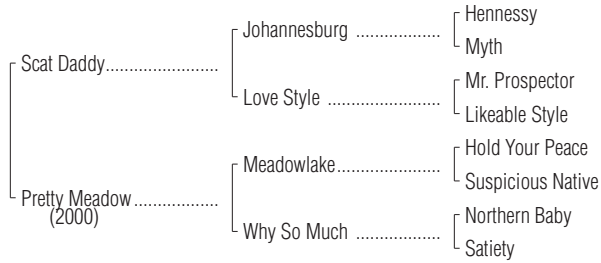 Hennessy
Johannesburg ..................
Myth
Scat Daddy........................
Mr. Prospector
Love Style ........................
Likeable Style
Hold Your Peace
Meadowlake......................
Suspicious Native
Pretty Meadow ..................
(2000)
Northern Baby
Why So Much ..................
Satiety